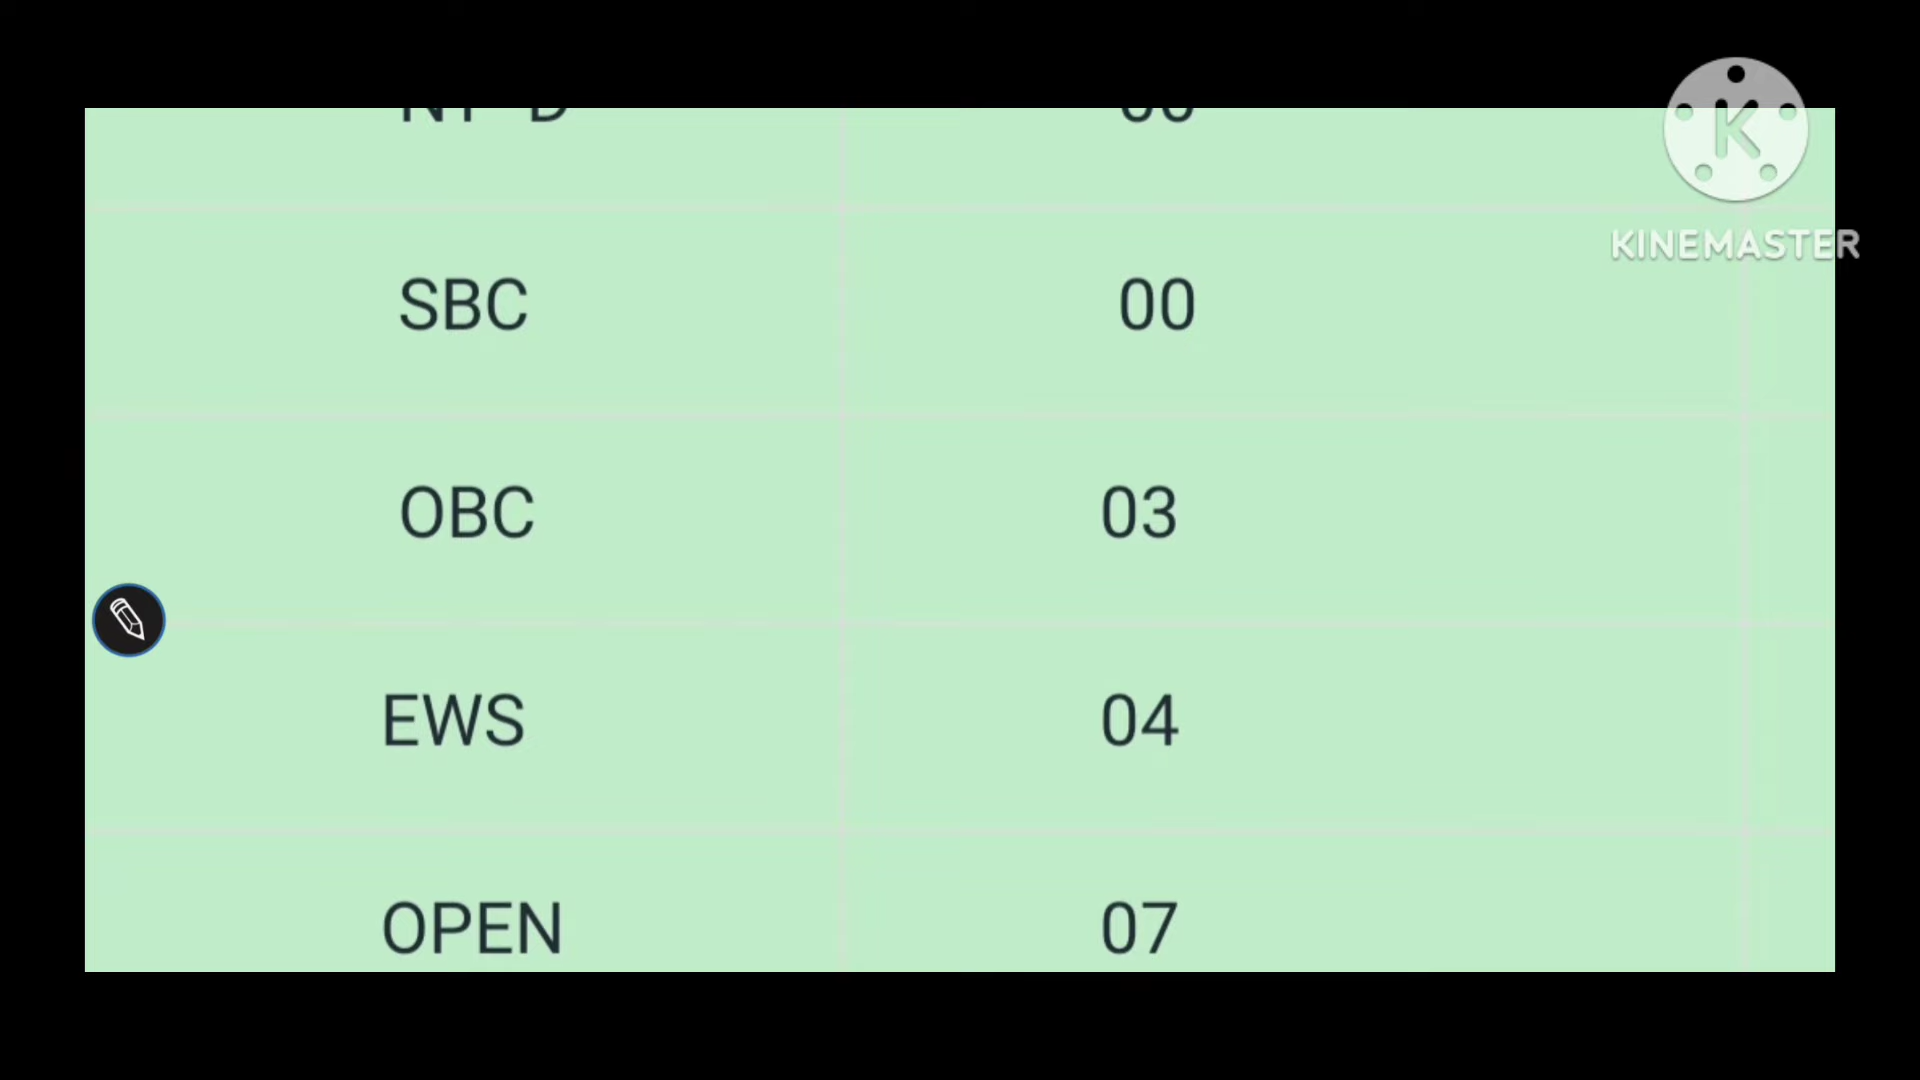 SBC 00
OBC 03
EWS 04
OPEN 07
K
KINEMASTER